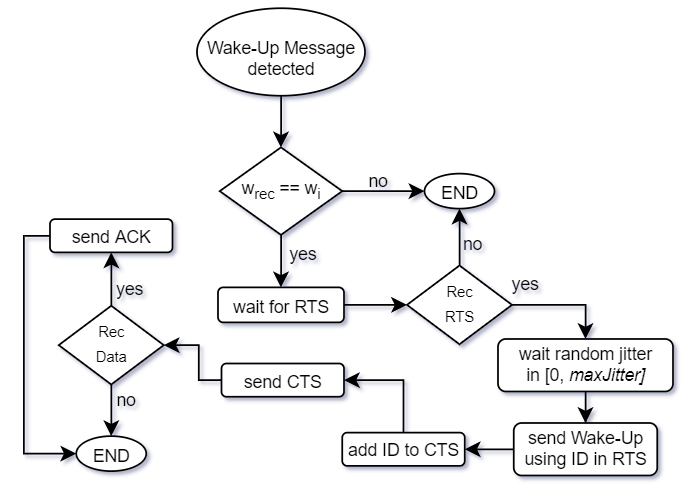 Wake-Up Message
detected
w_rec == w_i
no
END
yes
wait for RTS
Rec
RTS
no
yes
wait random jitter
in [0, maxJitter]
send Wake-Up
using ID in RTS
add ID to CTS
send CTS
Rec
Data
yes
send ACK
no
END